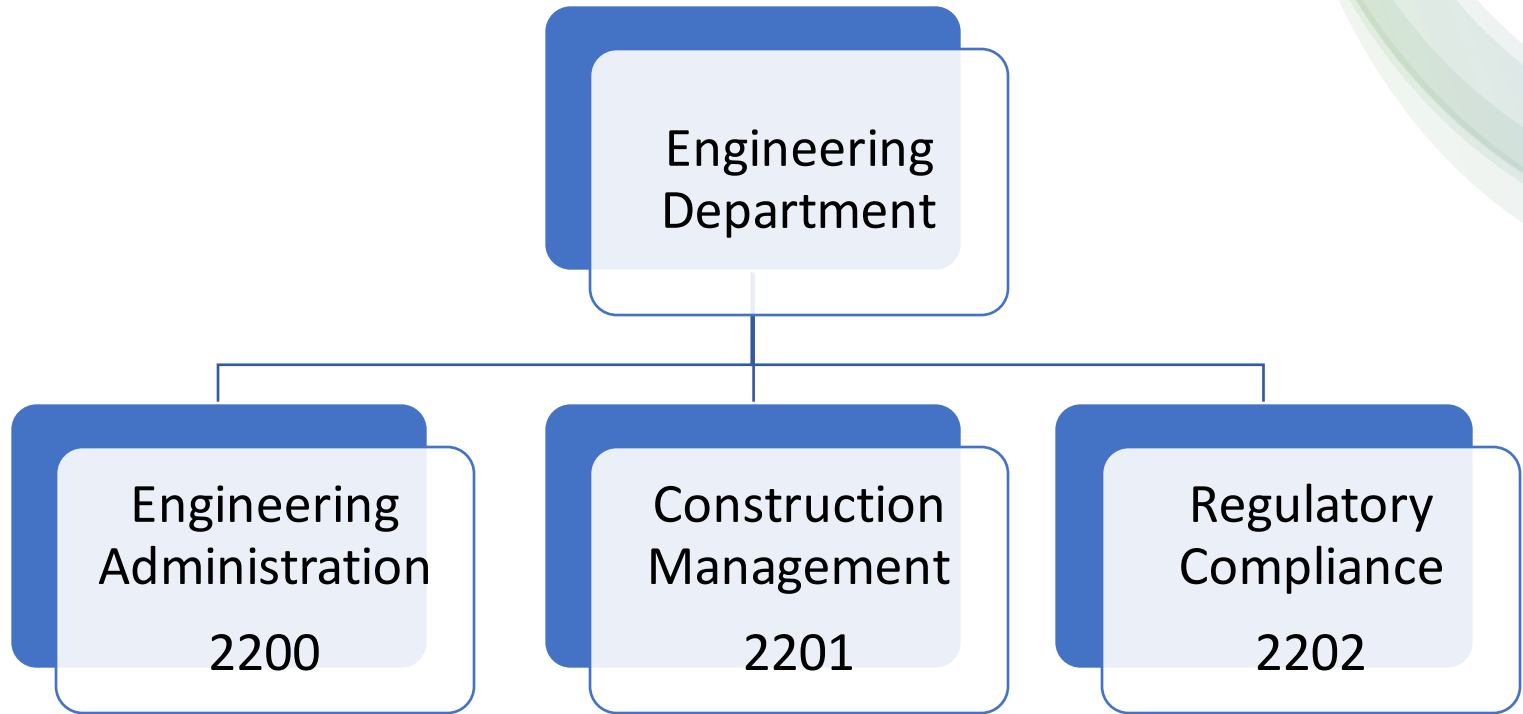 Engineering
Department
Engineering
Administration
2200
Construction
Management
2201
Regulatory
Compliance
2202